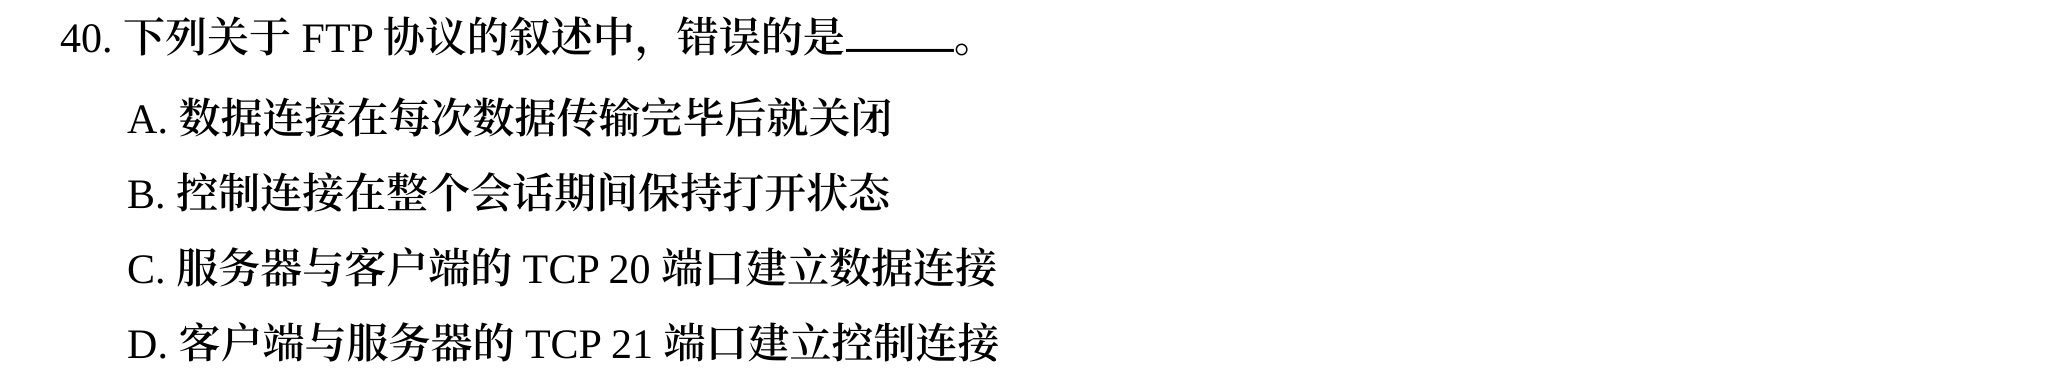 40. 下列关于 FTP 协议的叙述中，错误的是_____。
A. 数据连接在每次数据传输完毕后就关闭
B. 控制连接在整个会话期间保持打开状态
C. 服务器与客户端的 TCP 20 端口建立数据连接
D. 客户端与服务器的 TCP 21 端口建立控制连接